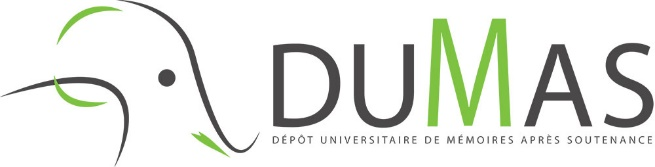 DUMAS
DÉPÔT UNIVERSITAIRE DE MÉMOIRES APRÈS SOUTENANCE